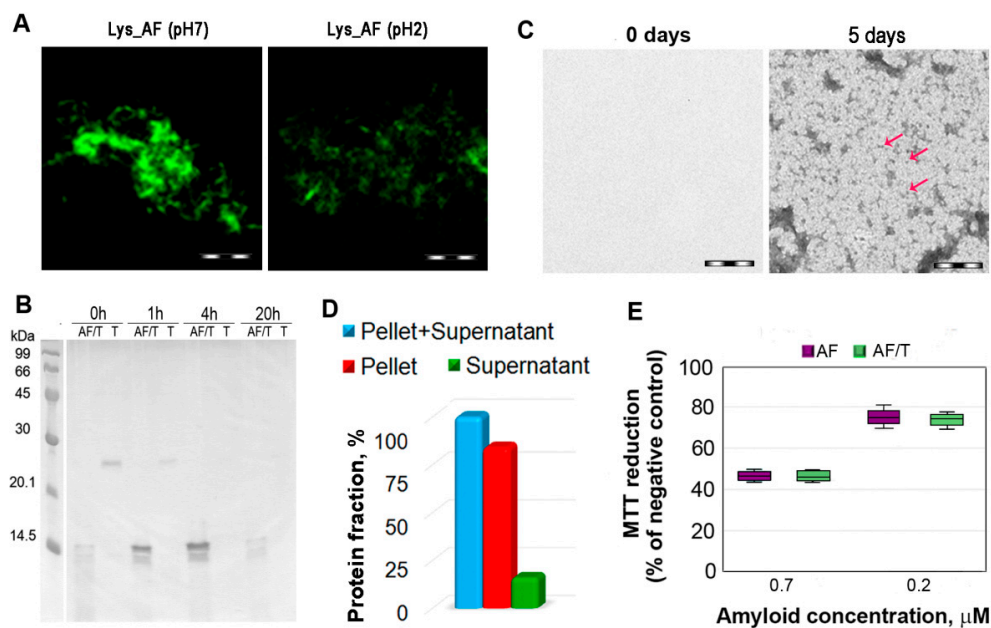 A
Lys_AF (pH7)
Lys_AF (pH2)
B
0h 1h 4h 20h
kDa AF/T T AF/T T AF/T T AF/T T
99
66
45
30
20.1
14.5
C
0 days
5 days
D
Pellet+Supernatant
Pellet
Supernatant
Protein fraction, %
100
75
50
25
0
E
AF AF/T
MTT reduction
(% of negative control)
100
80
60
40
20
0
0.7 0.2
Amyloid concentration, μM